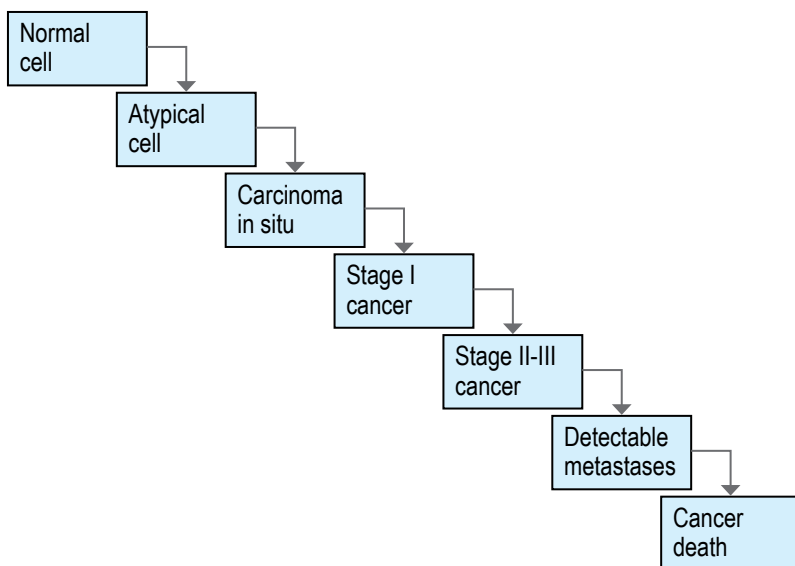 Normal
cell
Atypical
cell
Carcinoma
in situ
Stage I
cancer
Stage II-III
cancer
Detectable
metastases
Cancer
death